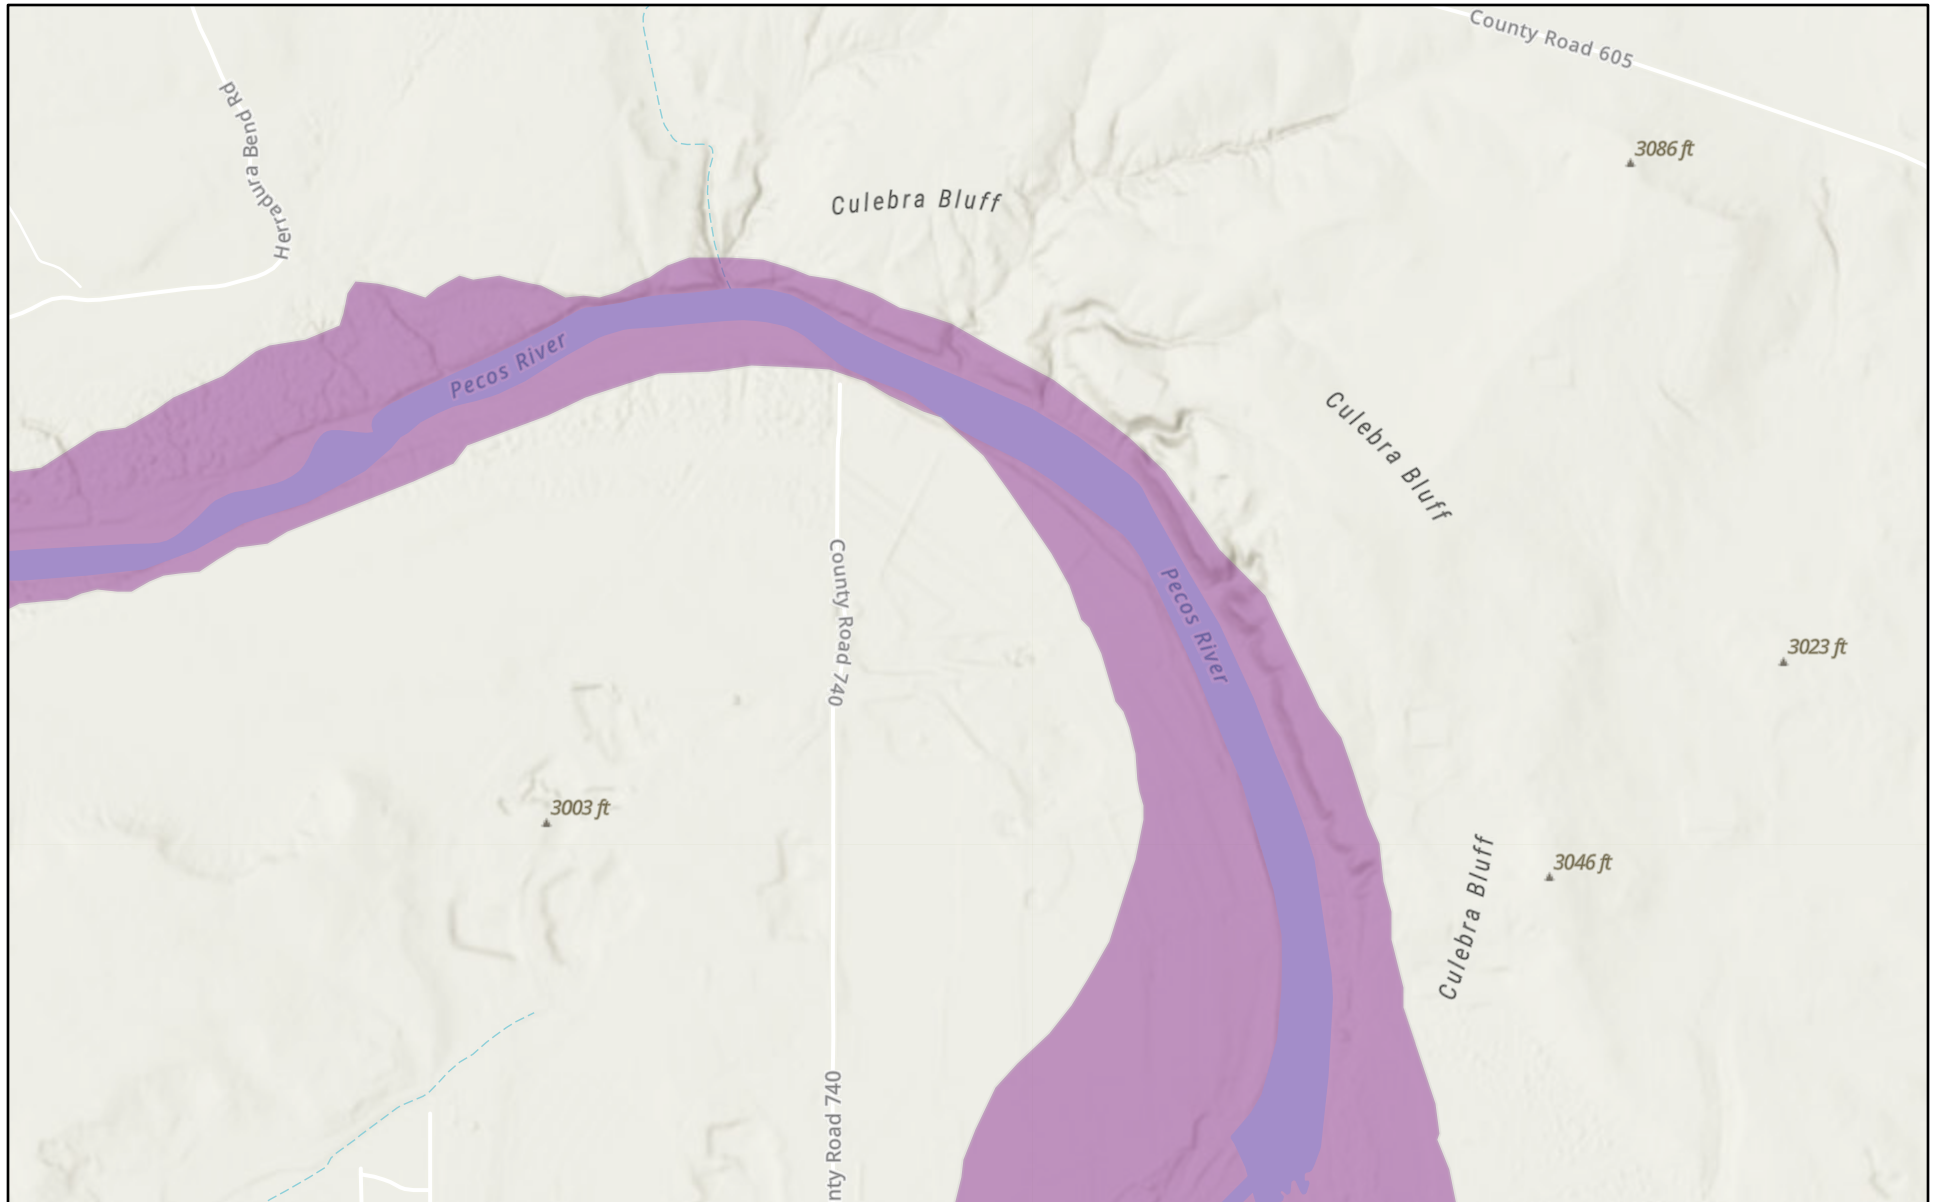 County Road 605
Herradura Bend Rd
3086 ft
Culebra Bluff
Pecos River
Culebra Bluff
County Road 740
Pecos River
3023 ft
3003 ft
Culebra Bluff
3046 ft
nty Road 740